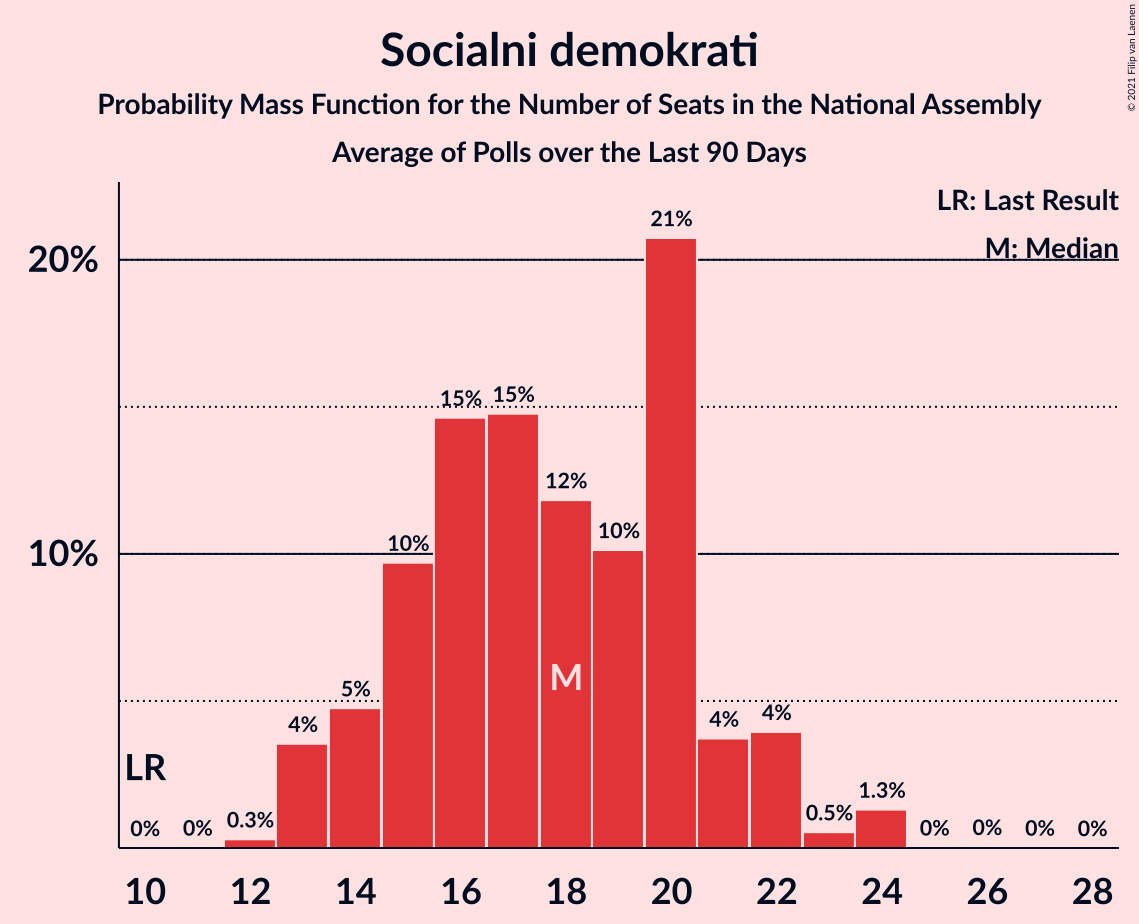 Socialni demokrati
Probability Mass Function for the Number of Seats in the National Assembly
Average of Polls over the Last 90 Days
© 2021 Filip van Laenen
LR: Last Result
M: Median
20%
10%
LR
M
0%
0%
0.3%
4%
5%
10%
15%
15%
12%
10%
21%
4%
4%
0.5%
1.3%
0%
0%
0%
0%
10 12 14 16 18 20 22 24 26 28